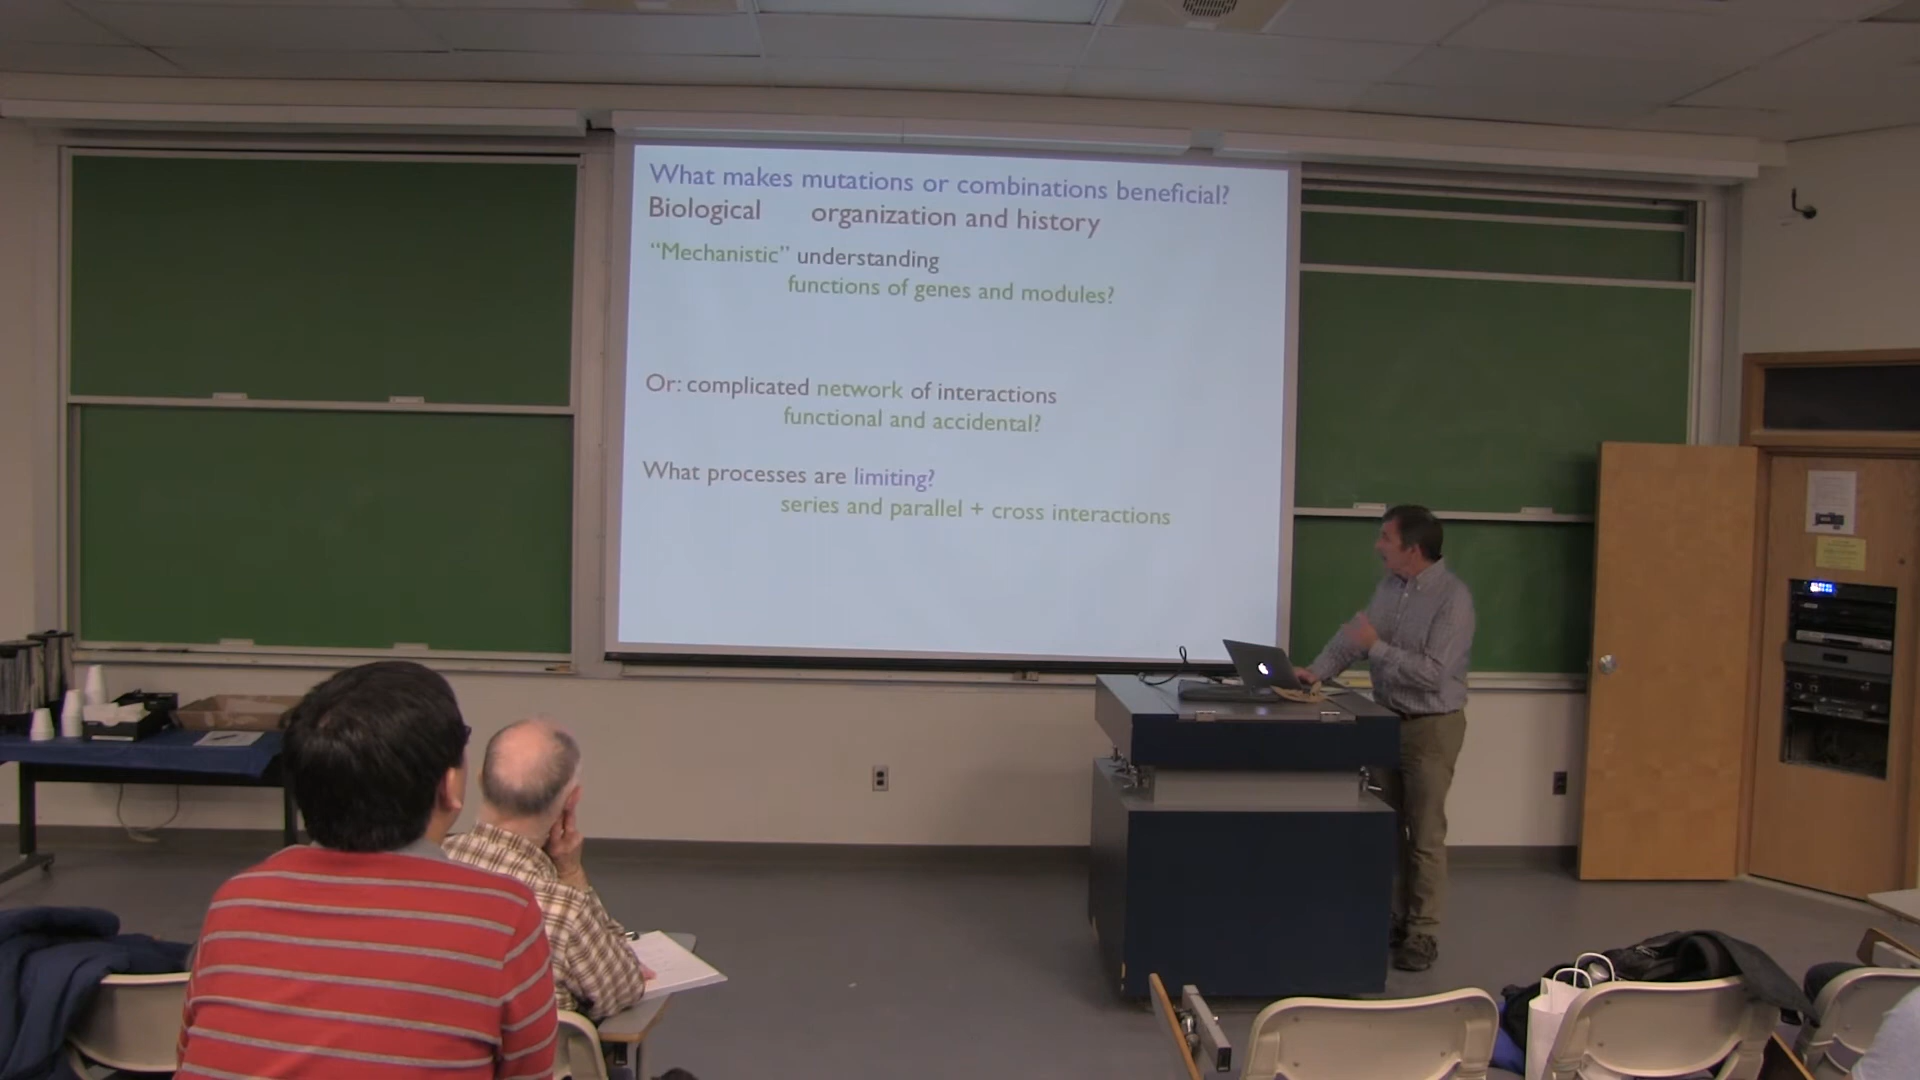 What makes mutations or combinations beneficial?
Biological organization and history
“Mechanistic” understanding
functions of genes and modules?
Or: complicated network of interactions
functional and accidental?
What processes are limiting?
series and parallel + cross interactions